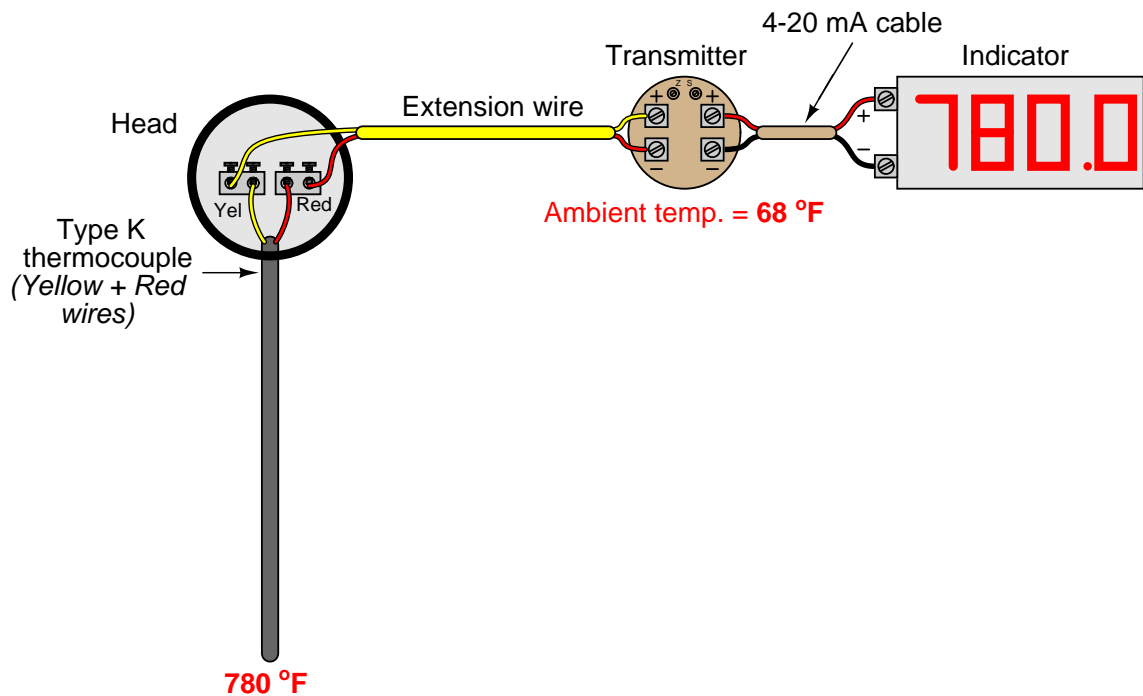 4-20 mA cable
Transmitter
Indicator
Head
Extension wire
Z S
+ +
- -
+
-
780.0
Yel
Red
Ambient temp. = 68 °F
Type K
thermocouple
(Yellow + Red
wires)
780 °F